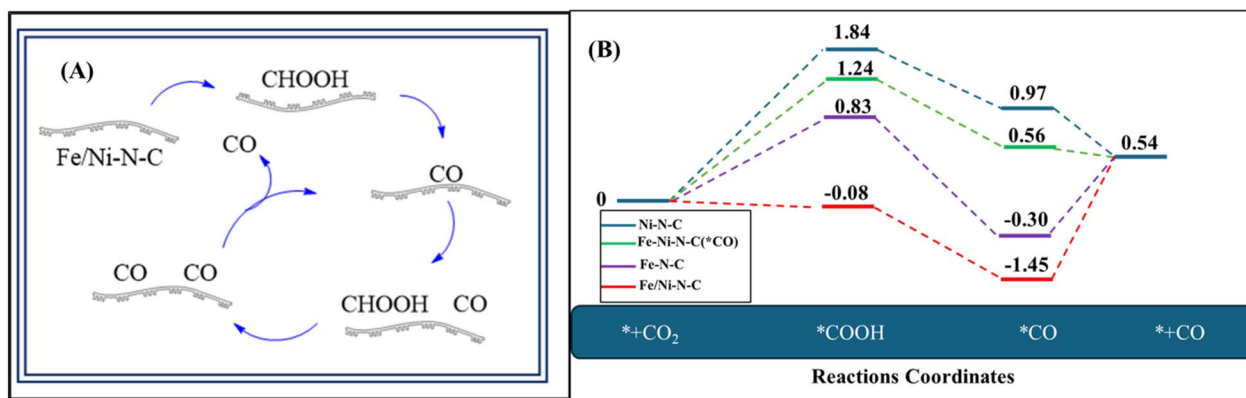 (A)
CHOOH
Fe/Ni-N-C
CO
CO
CO CO
CHOOH CO
(B)
1.84
1.24
0.97
0.83
0.56
0.54
0
-0.08
-0.30
-1.45
Ni-N-C
Fe-Ni-N-C(*CO)
Fe-N-C
Fe/Ni-N-C
*+CO₂ *COOH *CO *+CO
Reactions Coordinates